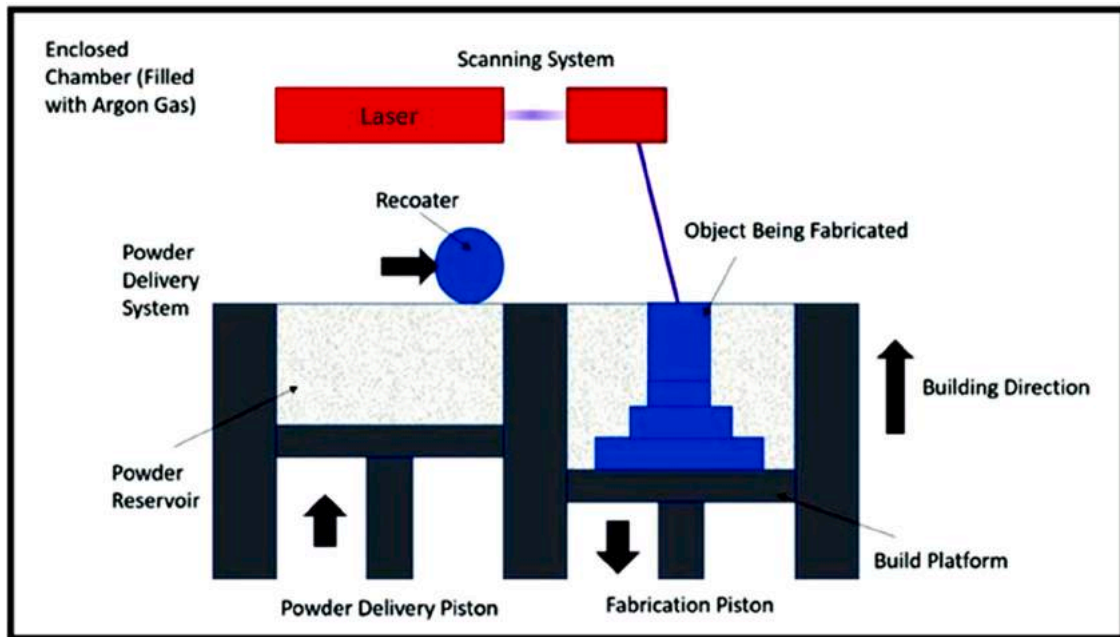 Enclosed
Chamber (Filled
with Argon Gas)
Scanning System
Laser
Recoater
Object Being Fabricated
Powder
Delivery
System
Building Direction
Powder
Reservoir
Build Platform
Powder Delivery Piston
Fabrication Piston